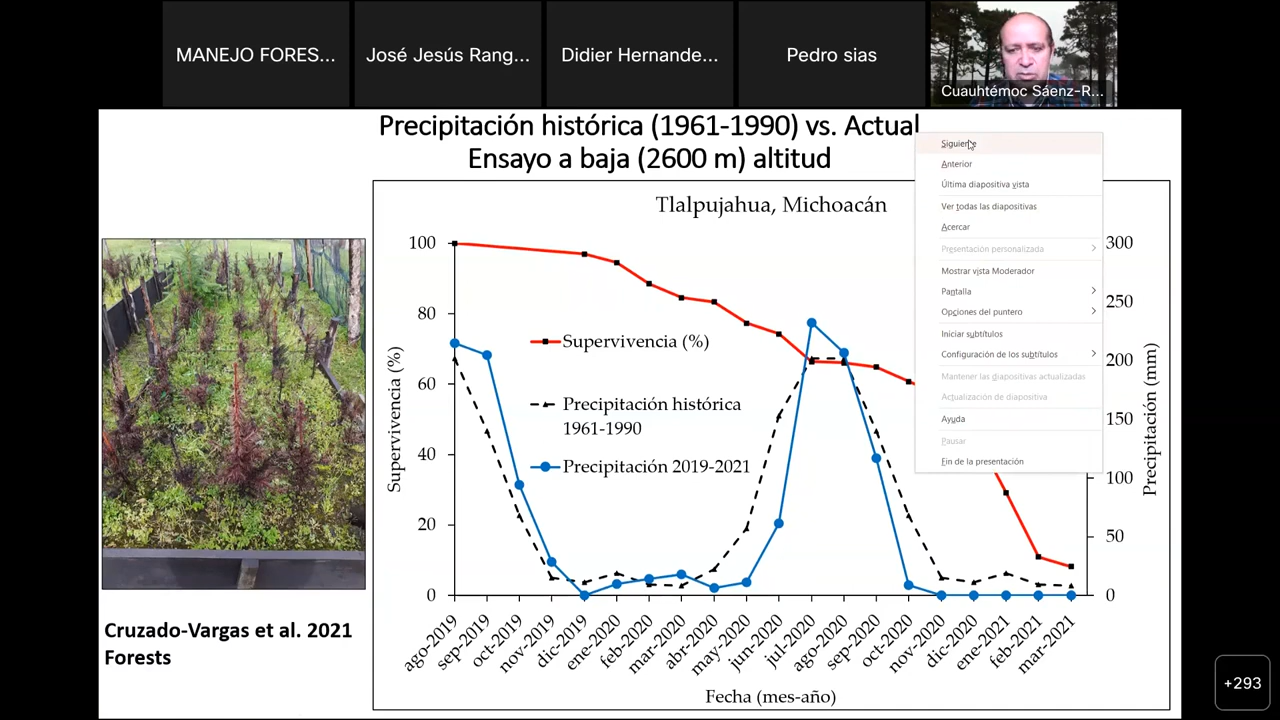 MANEJO FORES...
José Jesús Rang...
Didier Hernande...
Pedro sias
Cuauhtémoc Sáenz-R...
Precipitación histórica (1961-1990) vs. Actual
Ensayo a baja (2600 m) altitud
Tlalpujahua, Michoacán
Siguiente
Anterior
Última diapositiva vista
Ver todas las diapositivas
Acercar
Presentación personalizada
Mostrar vista Moderador
Pantalla
Opciones del puntero
Iniciar subtítulos
Configuración de los subtítulos
Mantener las diapositivas actualizadas
Actualización de diapositiva
Ayuda
Pausar
Fin de la presentación
Supervivencia (%)
100
80
60
40
20
0
Supervivencia (%)
Precipitación histórica
1961-1990
Precipitación 2019-2021
300
250
200
150
100
50
0
Precipitación (mm)
ago-2019
sep-2019
oct-2019
nov-2019
dic-2019
ene-2020
feb-2020
mar-2020
abr-2020
may-2020
jun-2020
jul-2020
ago-2020
sep-2020
oct-2020
nov-2020
dic-2020
ene-2021
feb-2021
mar-2021
Fecha (mes-año)
Cruzado-Vargas et al. 2021
Forests
+293